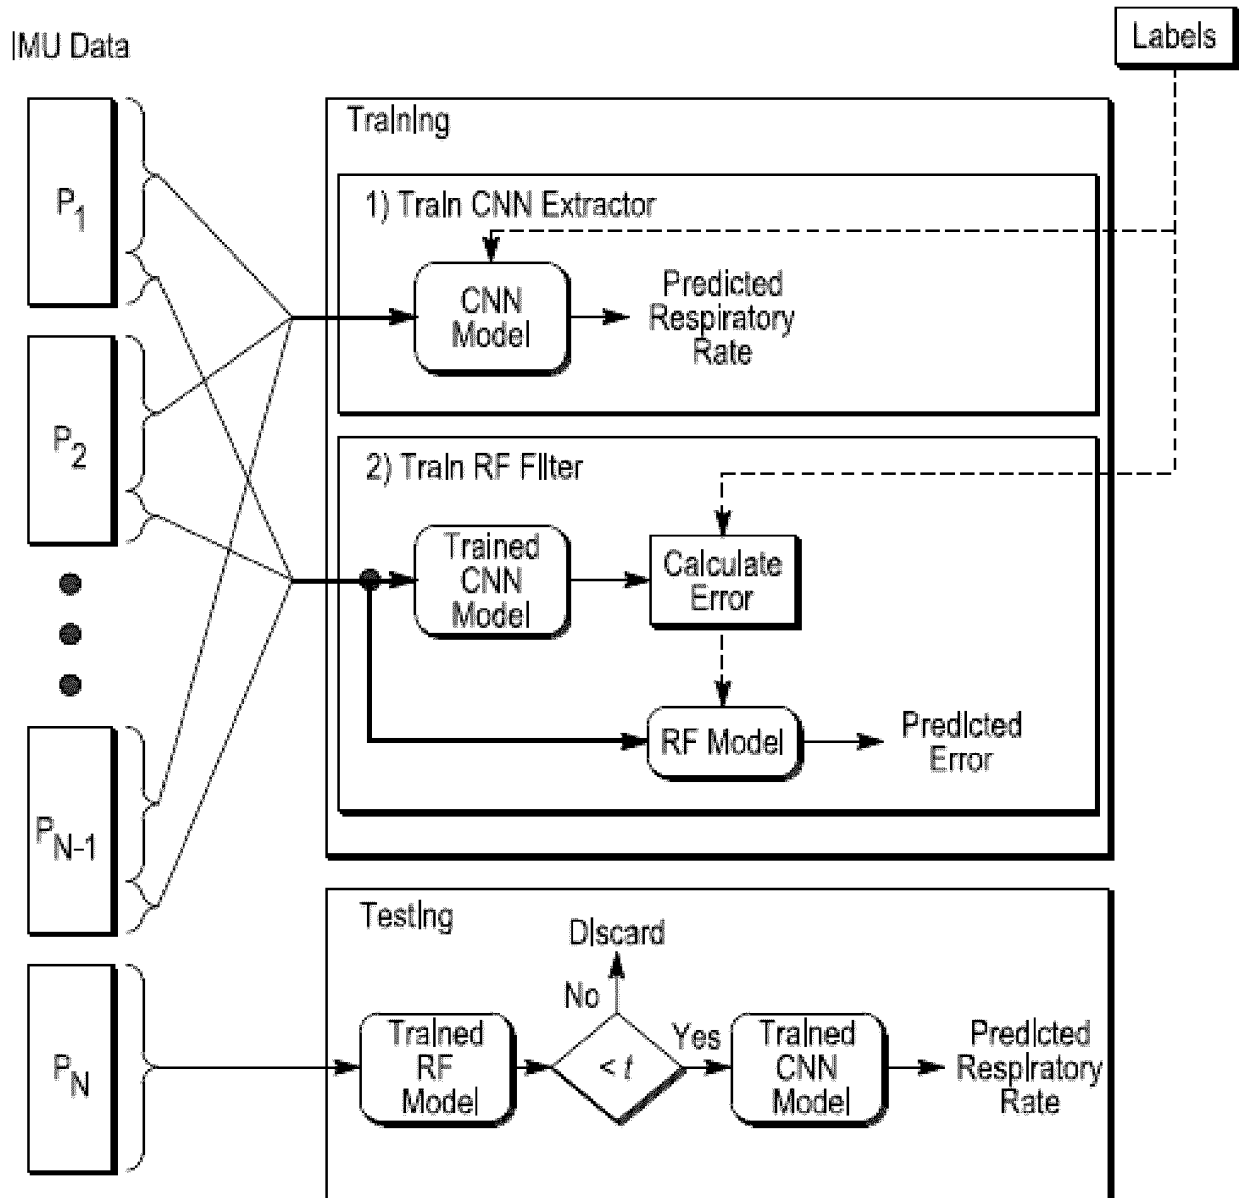 IMU Data
Labels
P1
P2
PN-1
PN
Training
1) Train CNN Extractor
CNN
Model
Predicted
Respiratory
Rate
2) Train RF Filter
Trained
CNN
Model
Calculate
Error
RF Model
Predicted
Error
Testing
Discard
No
Trained
RF
Model
< t
Yes
Trained
CNN
Model
Predicted
Respiratory
Rate